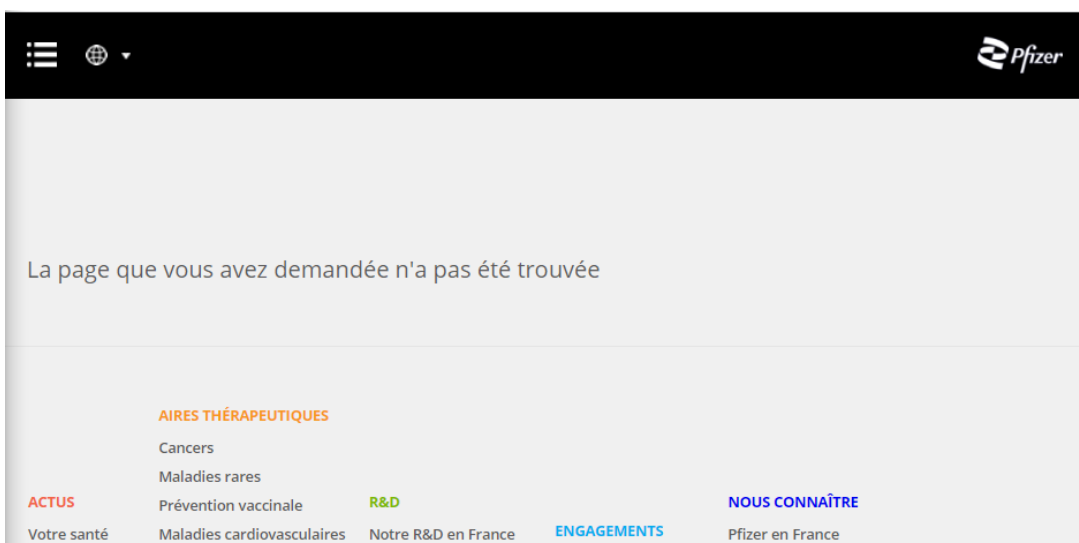 Pfizer
La page que vous avez demandée n'a pas été trouvée
AIRES THÉRAPEUTIQUES
Cancers
Maladies rares
ACTUS Prévention vaccinale R&D NOUS CONNAÎTRE
Votre santé Maladies cardiovasculaires Notre R&D en France ENGAGEMENTS Pfizer en France